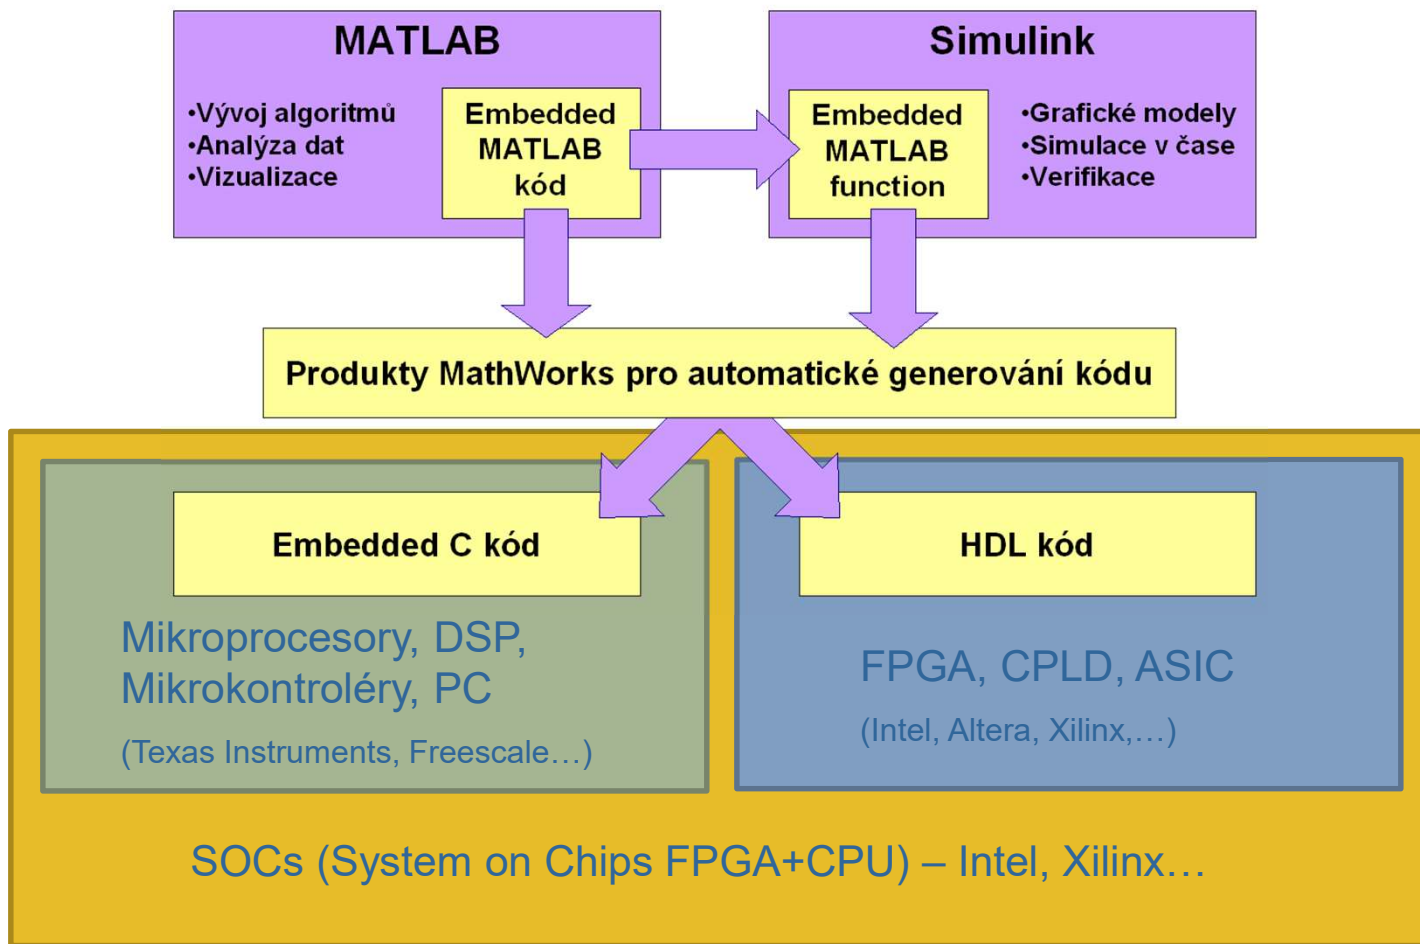 MATLAB
•Vývoj algoritmů
•Analýza dat
•Vizualizace
Embedded
MATLAB
kód
Simulink
Embedded
MATLAB
function
•Grafické modely
•Simulace v čase
•Verifikace
Produkty MathWorks pro automatické generování kódu
Embedded C kód
Mikroprocesory, DSP,
Mikrokontroléry, PC
(Texas Instruments, Freescale…)
HDL kód
FPGA, CPLD, ASIC
(Intel, Altera, Xilinx,…)
SOCs (System on Chips FPGA+CPU) – Intel, Xilinx…